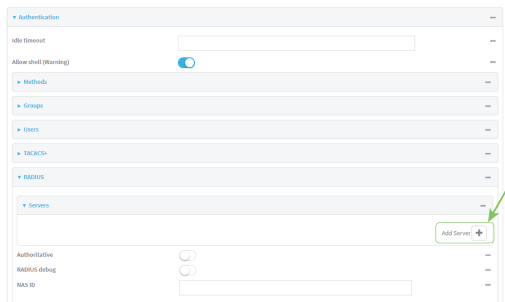 Authentication
Idle timeout
Allow shell (Warning)
Methods
Groups
Users
TACACS+
RADIUS
Servers
Add Server
Authoritative
RADIUS debug
NAS ID